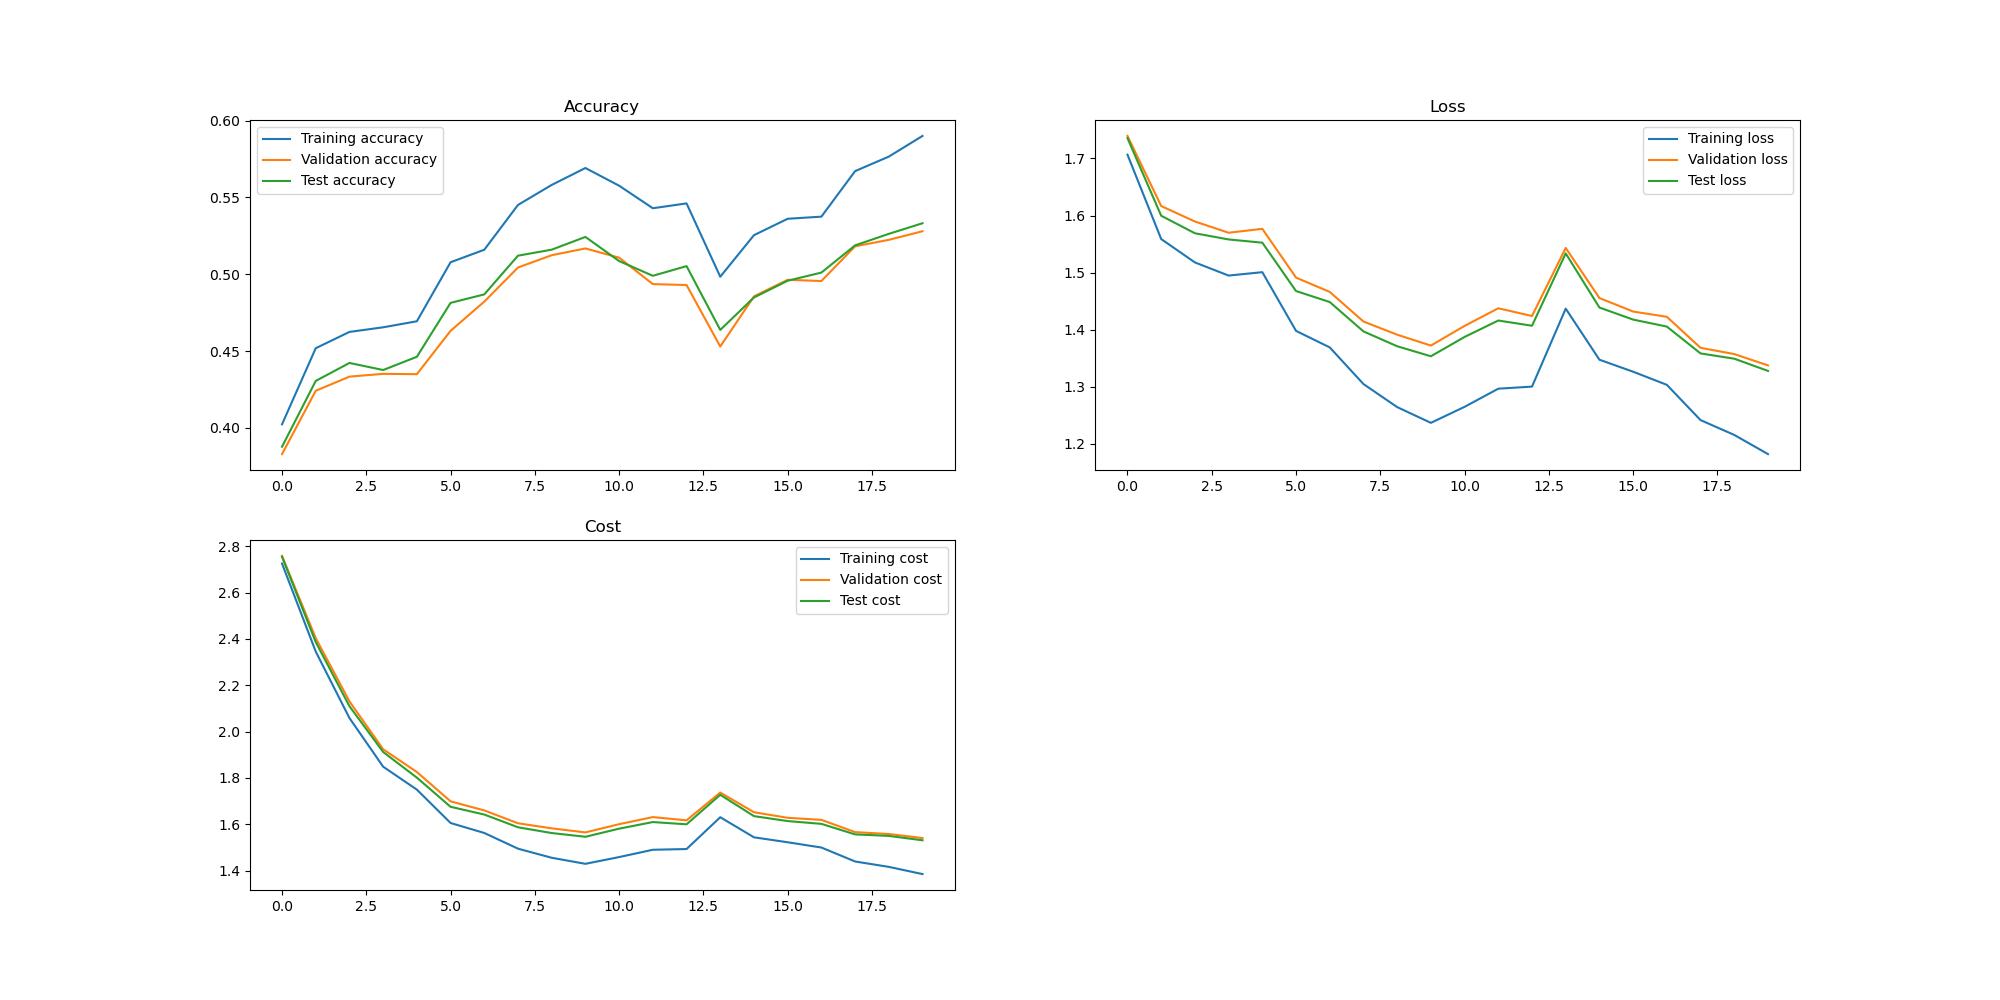 Accuracy
0.60
0.55
0.50
0.45
0.40
Training accuracy
Validation accuracy
Test accuracy
0.0 2.5 5.0 7.5 10.0 12.5 15.0 17.5
Loss
1.7
1.6
1.5
1.4
1.3
1.2
Training loss
Validation loss
Test loss
0.0 2.5 5.0 7.5 10.0 12.5 15.0 17.5
Cost
2.8
2.6
2.4
2.2
2.0
1.8
1.6
1.4
Training cost
Validation cost
Test cost
0.0 2.5 5.0 7.5 10.0 12.5 15.0 17.5